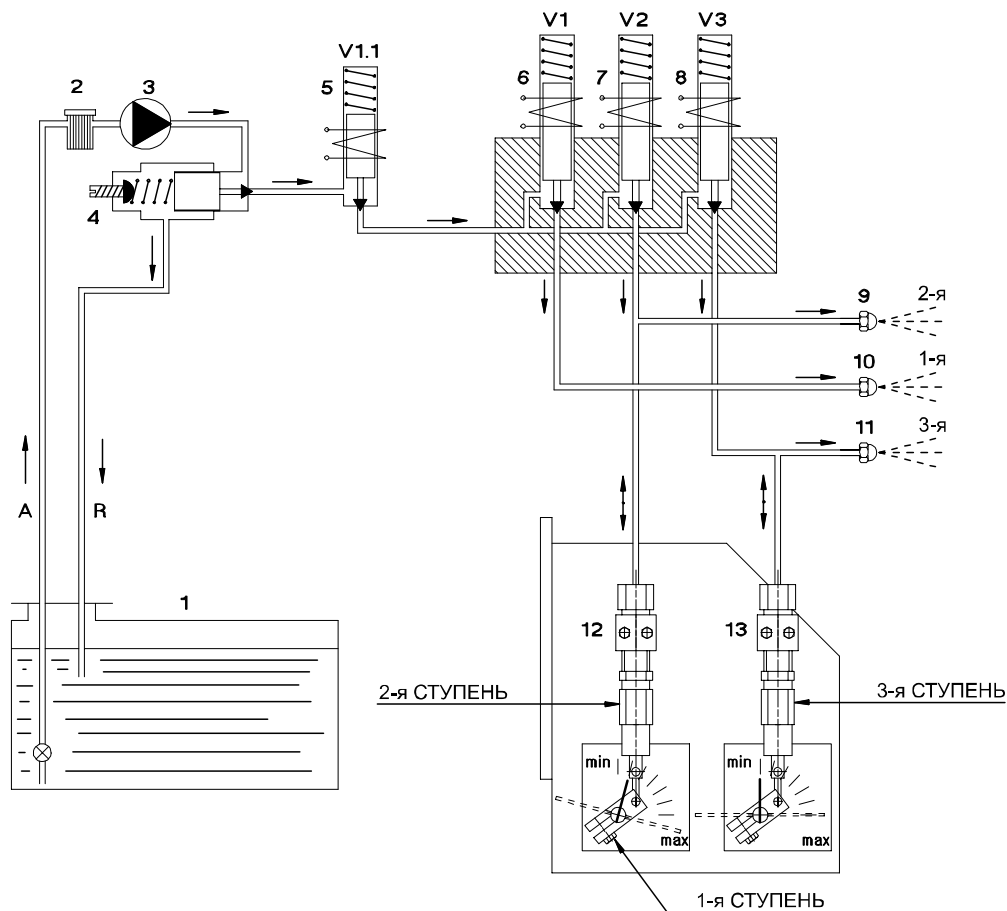 V1 V2 V3
V1.1
2 3 5 6 7 8
4
9 2-я
10 1-я
11 3-я
A R
1
12 13
2-я СТУПЕНЬ
3-я СТУПЕНЬ
min min
max max
1-я СТУПЕНЬ